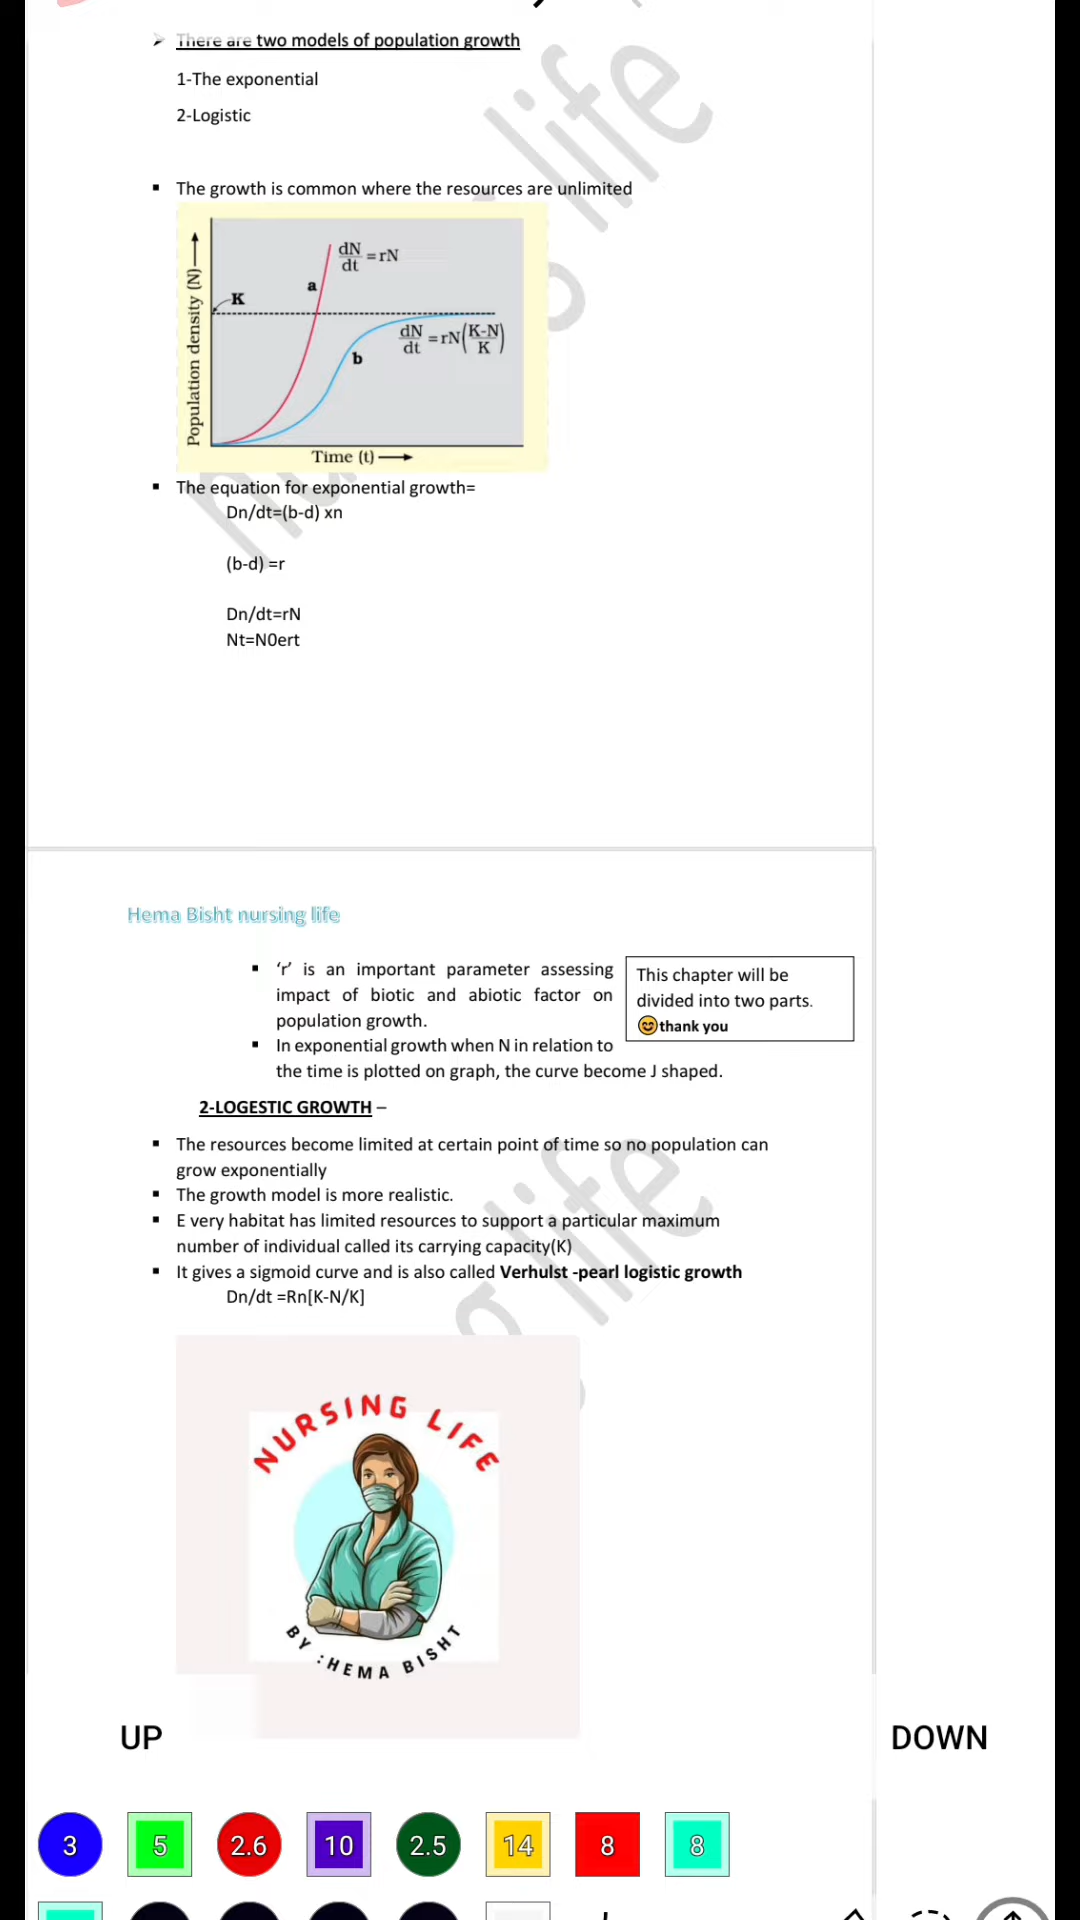 There are two models of population growth
1-The exponential
2-Logistic
The growth is common where the resources are unlimited
dN/dt =rN
a
K
dN/dt =rN(K-N/K)
b
Population density (N)
Time (t)
The equation for exponential growth=
Dn/dt=(b-d) xn
(b-d) =r
Dn/dt=rN
Nt=N0ert
Hema Bisht nursing life
'r' is an important parameter assessing
impact of biotic and abiotic factor on
population growth.
In exponential growth when N in relation to
the time is plotted on graph, the curve become J shaped.
This chapter will be
divided into two parts.
😊thank you
2-LOGESTIC GROWTH –
The resources become limited at certain point of time so no population can
grow exponentially
The growth model is more realistic.
E very habitat has limited resources to support a particular maximum
number of individual called its carrying capacity(K)
It gives a sigmoid curve and is also called Verhulst -pearl logistic growth
Dn/dt =Rn[K-N/K]
life
NURSING LIFE
BY :HEMA BISHT
UP
DOWN
3 5 2.6 10 2.5 14 8 8